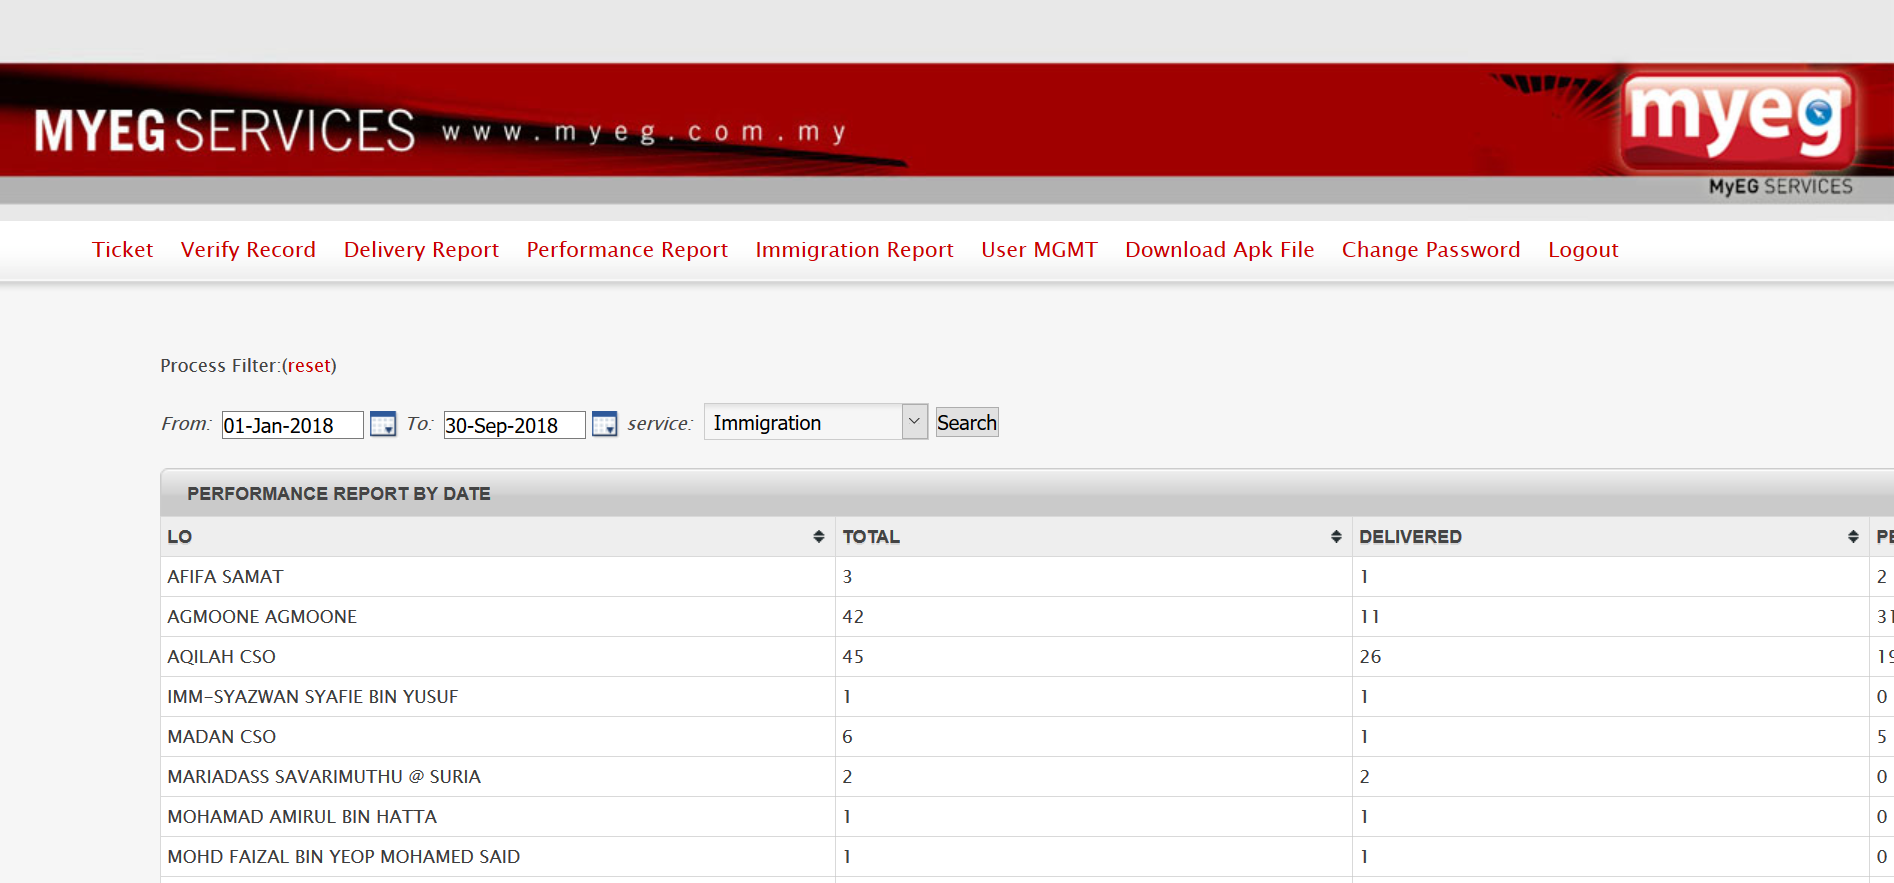 MYEG SERVICES www.myeg.com.my
myeg
MyEG SERVICES
Ticket Verify Record Delivery Report Performance Report Immigration Report User MGMT Download Apk File Change Password Logout
Process Filter:(reset)
From: 01-Jan-2018 To: 30-Sep-2018 service: Immigration Search
PERFORMANCE REPORT BY DATE
LO TOTAL DELIVERED
AFIFA SAMAT 3 1 2
AGMOONE AGMOONE 42 11 31
AQILAH CSO 45 26 19
IMM-SYAZWAN SYAFIE BIN YUSUF 1 1 0
MADAN CSO 6 1 5
MARIADASS SAVARIMUTHU @ SURIA 2 2 0
MOHAMAD AMIRUL BIN HATTA 1 1 0
MOHD FAIZAL BIN YEOP MOHAMED SAID 1 1 0